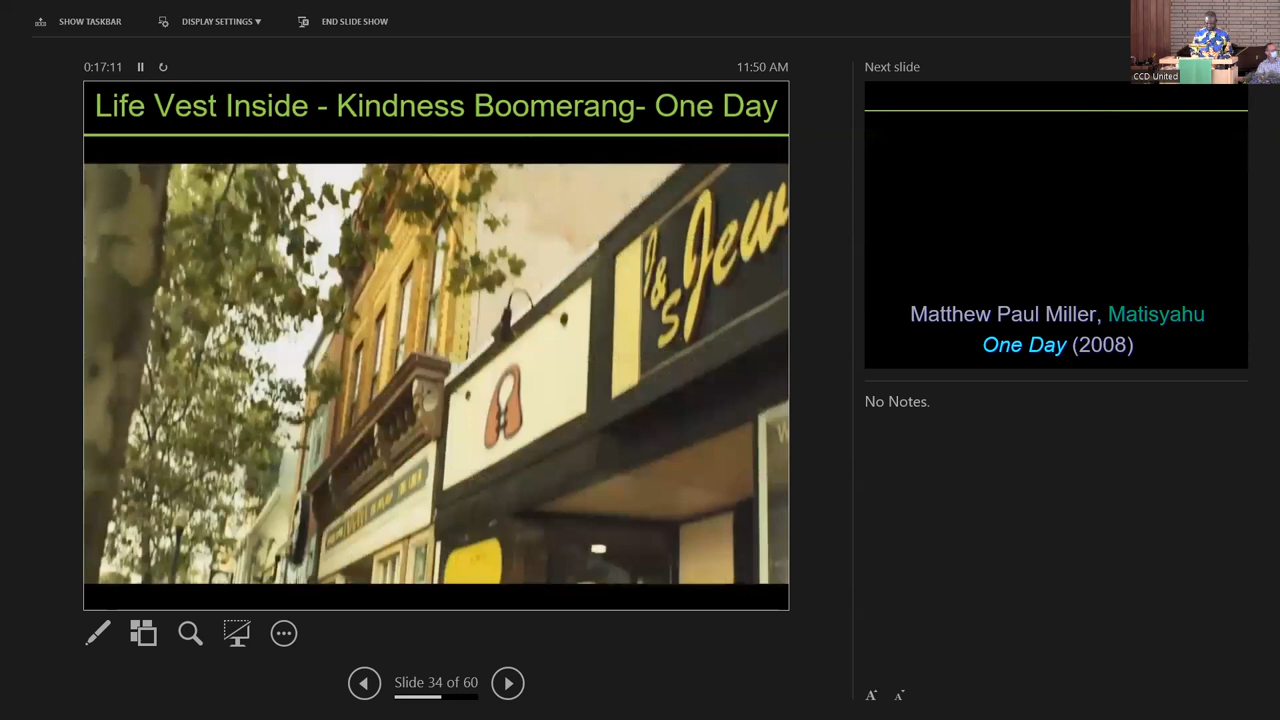 SHOW TASKBAR
DISPLAY SETTINGS ▾
END SLIDE SHOW
0:17:11
11:50 AM
Next slide
CCD United
Life Vest Inside - Kindness Boomerang- One Day
&
S
Jew
Matthew Paul Miller, Matisyahu
One Day (2008)
No Notes.
Slide 34 of 60
A
A